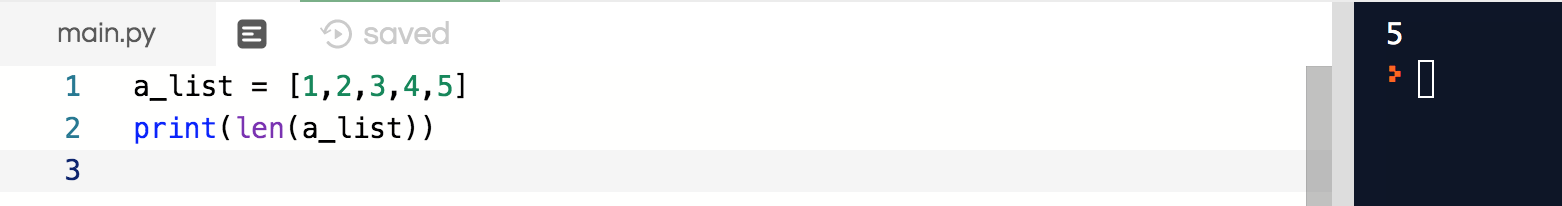 main.py saved
1 a_list = [1,2,3,4,5]
2 print(len(a_list))
3
5